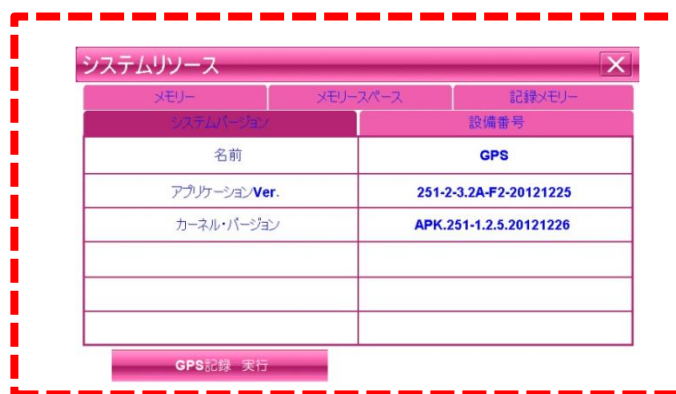 システムリソース
メモリー メモリースペース 記録メモリー
システムバージョン 設備番号
名前 GPS
アプリケーションVer. 251-2-3.2A-F2-20121225
カーネル・バージョン APK.251-1.2.5.20121226
GPS記録 実行